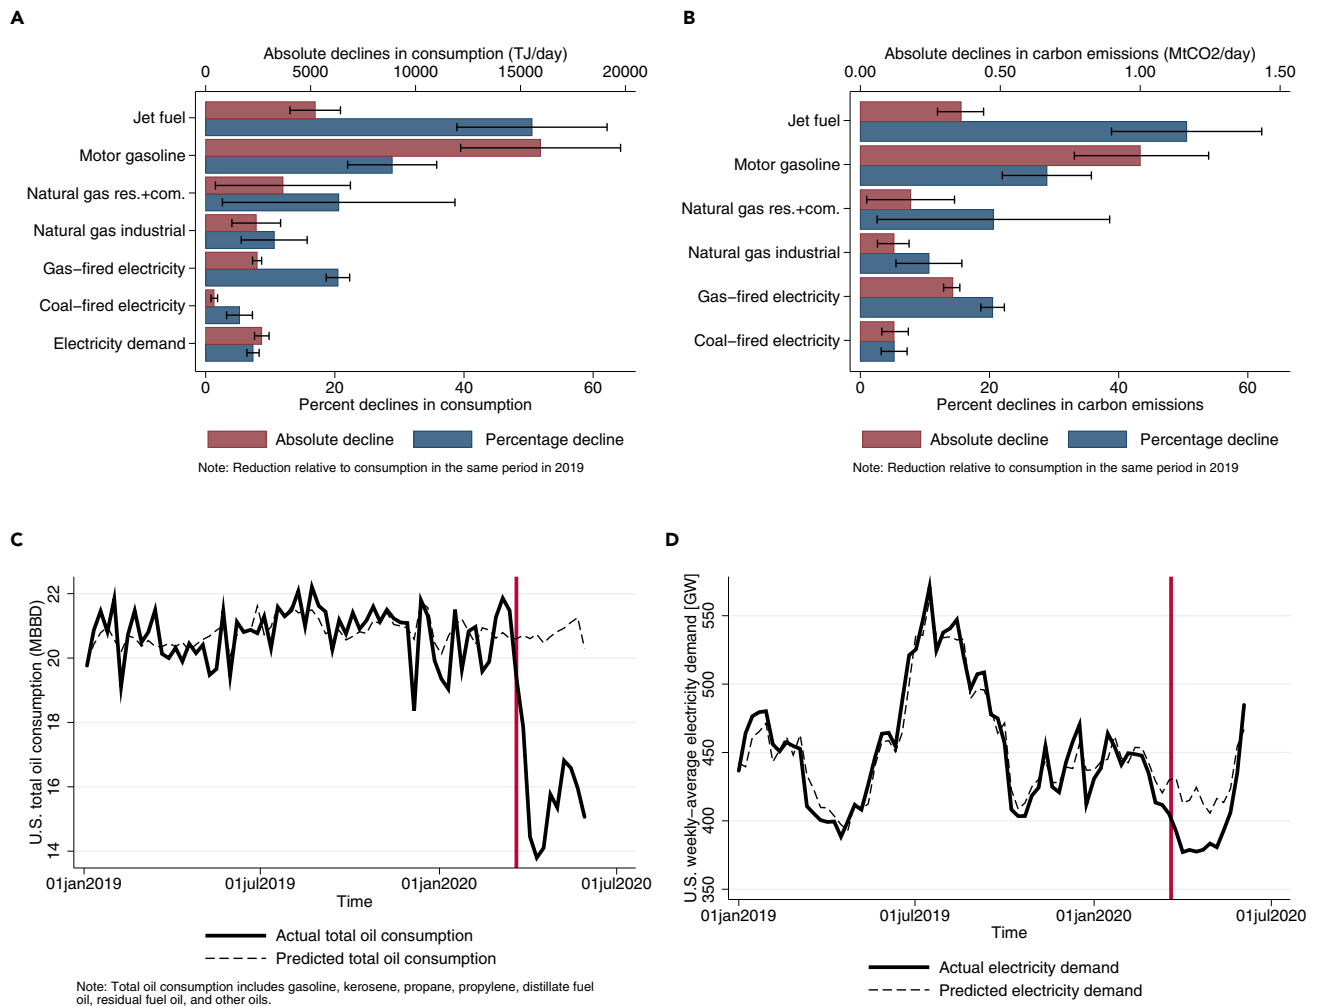 A
Absolute declines in consumption (TJ/day)
0 5000 10000 15000 20000
Jet fuel
Motor gasoline
Natural gas res.+com.
Natural gas industrial
Gas−fired electricity
Coal−fired electricity
Electricity demand
0 20 40 60
Percent declines in consumption
Absolute decline Percentage decline
Note: Reduction relative to consumption in the same period in 2019
B
Absolute declines in carbon emissions (MtCO2/day)
0.00 0.50 1.00 1.50
Jet fuel
Motor gasoline
Natural gas res.+com.
Natural gas industrial
Gas−fired electricity
Coal−fired electricity
0 20 40 60
Percent declines in carbon emissions
Absolute decline Percentage decline
Note: Reduction relative to consumption in the same period in 2019
C
U.S. total oil consumption (MBBD)
22
20
18
16
14
01jan2019 01jul2019 01jan2020 01jul2020
Time
Actual total oil consumption
Predicted total oil consumption
Note: Total oil consumption includes gasoline, kerosene, propane, propylene, distillate fuel
oil, residual fuel oil, and other oils.
D
U.S. weekly−average electricity demand [GW]
550
500
450
400
350
01jan2019 01jul2019 01jan2020 01jul2020
Time
Actual electricity demand
Predicted electricity demand